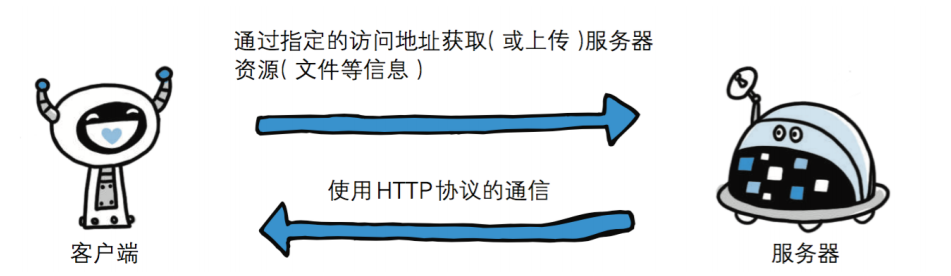 通过指定的访问地址获取( 或上传 )服务器
资源( 文件等信息 )
使用HTTP协议的通信
客户端
服务器